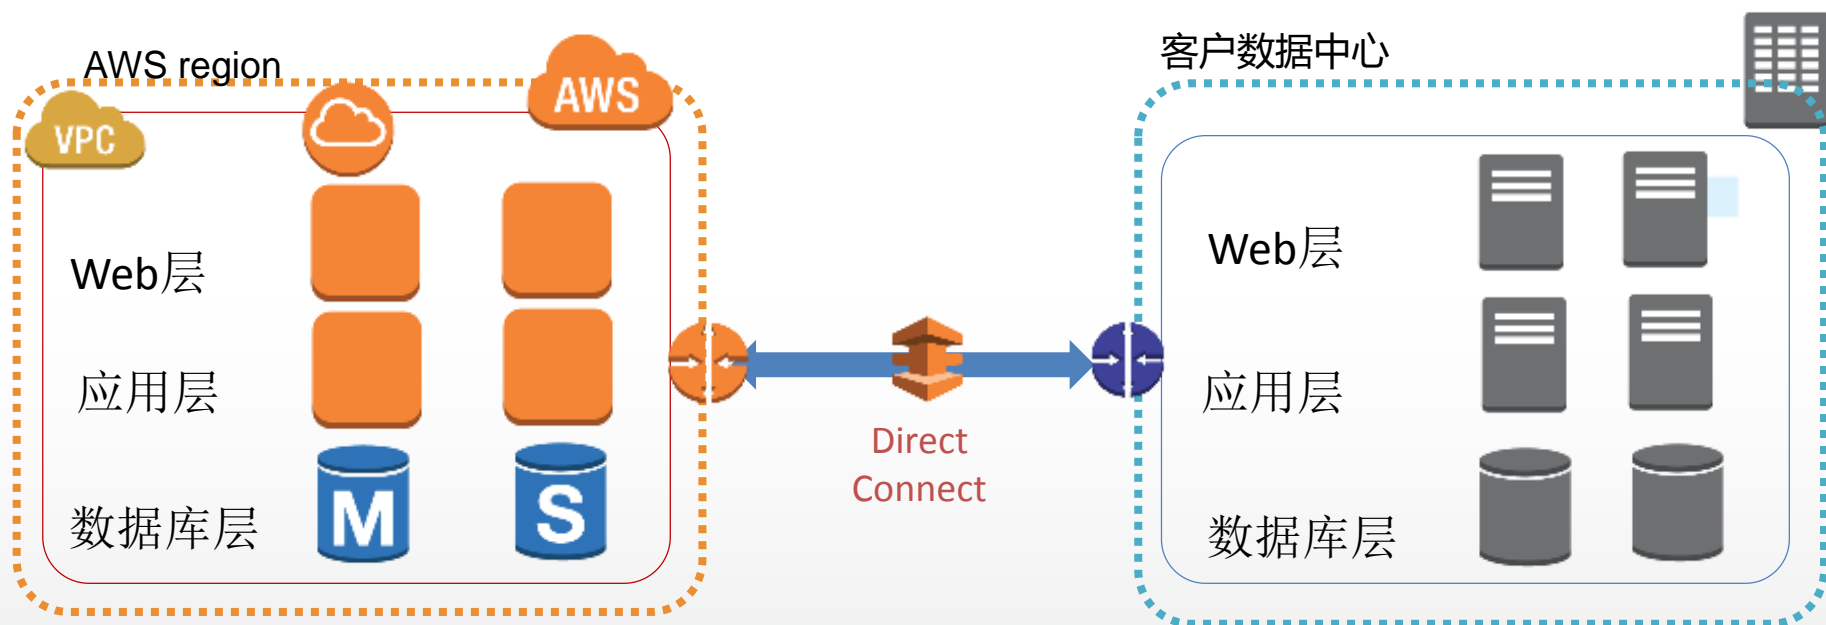 AWS region
VPC
AWS
Web层
应用层
数据库层
M
S
Direct
Connect
客户数据中心
Web层
应用层
数据库层